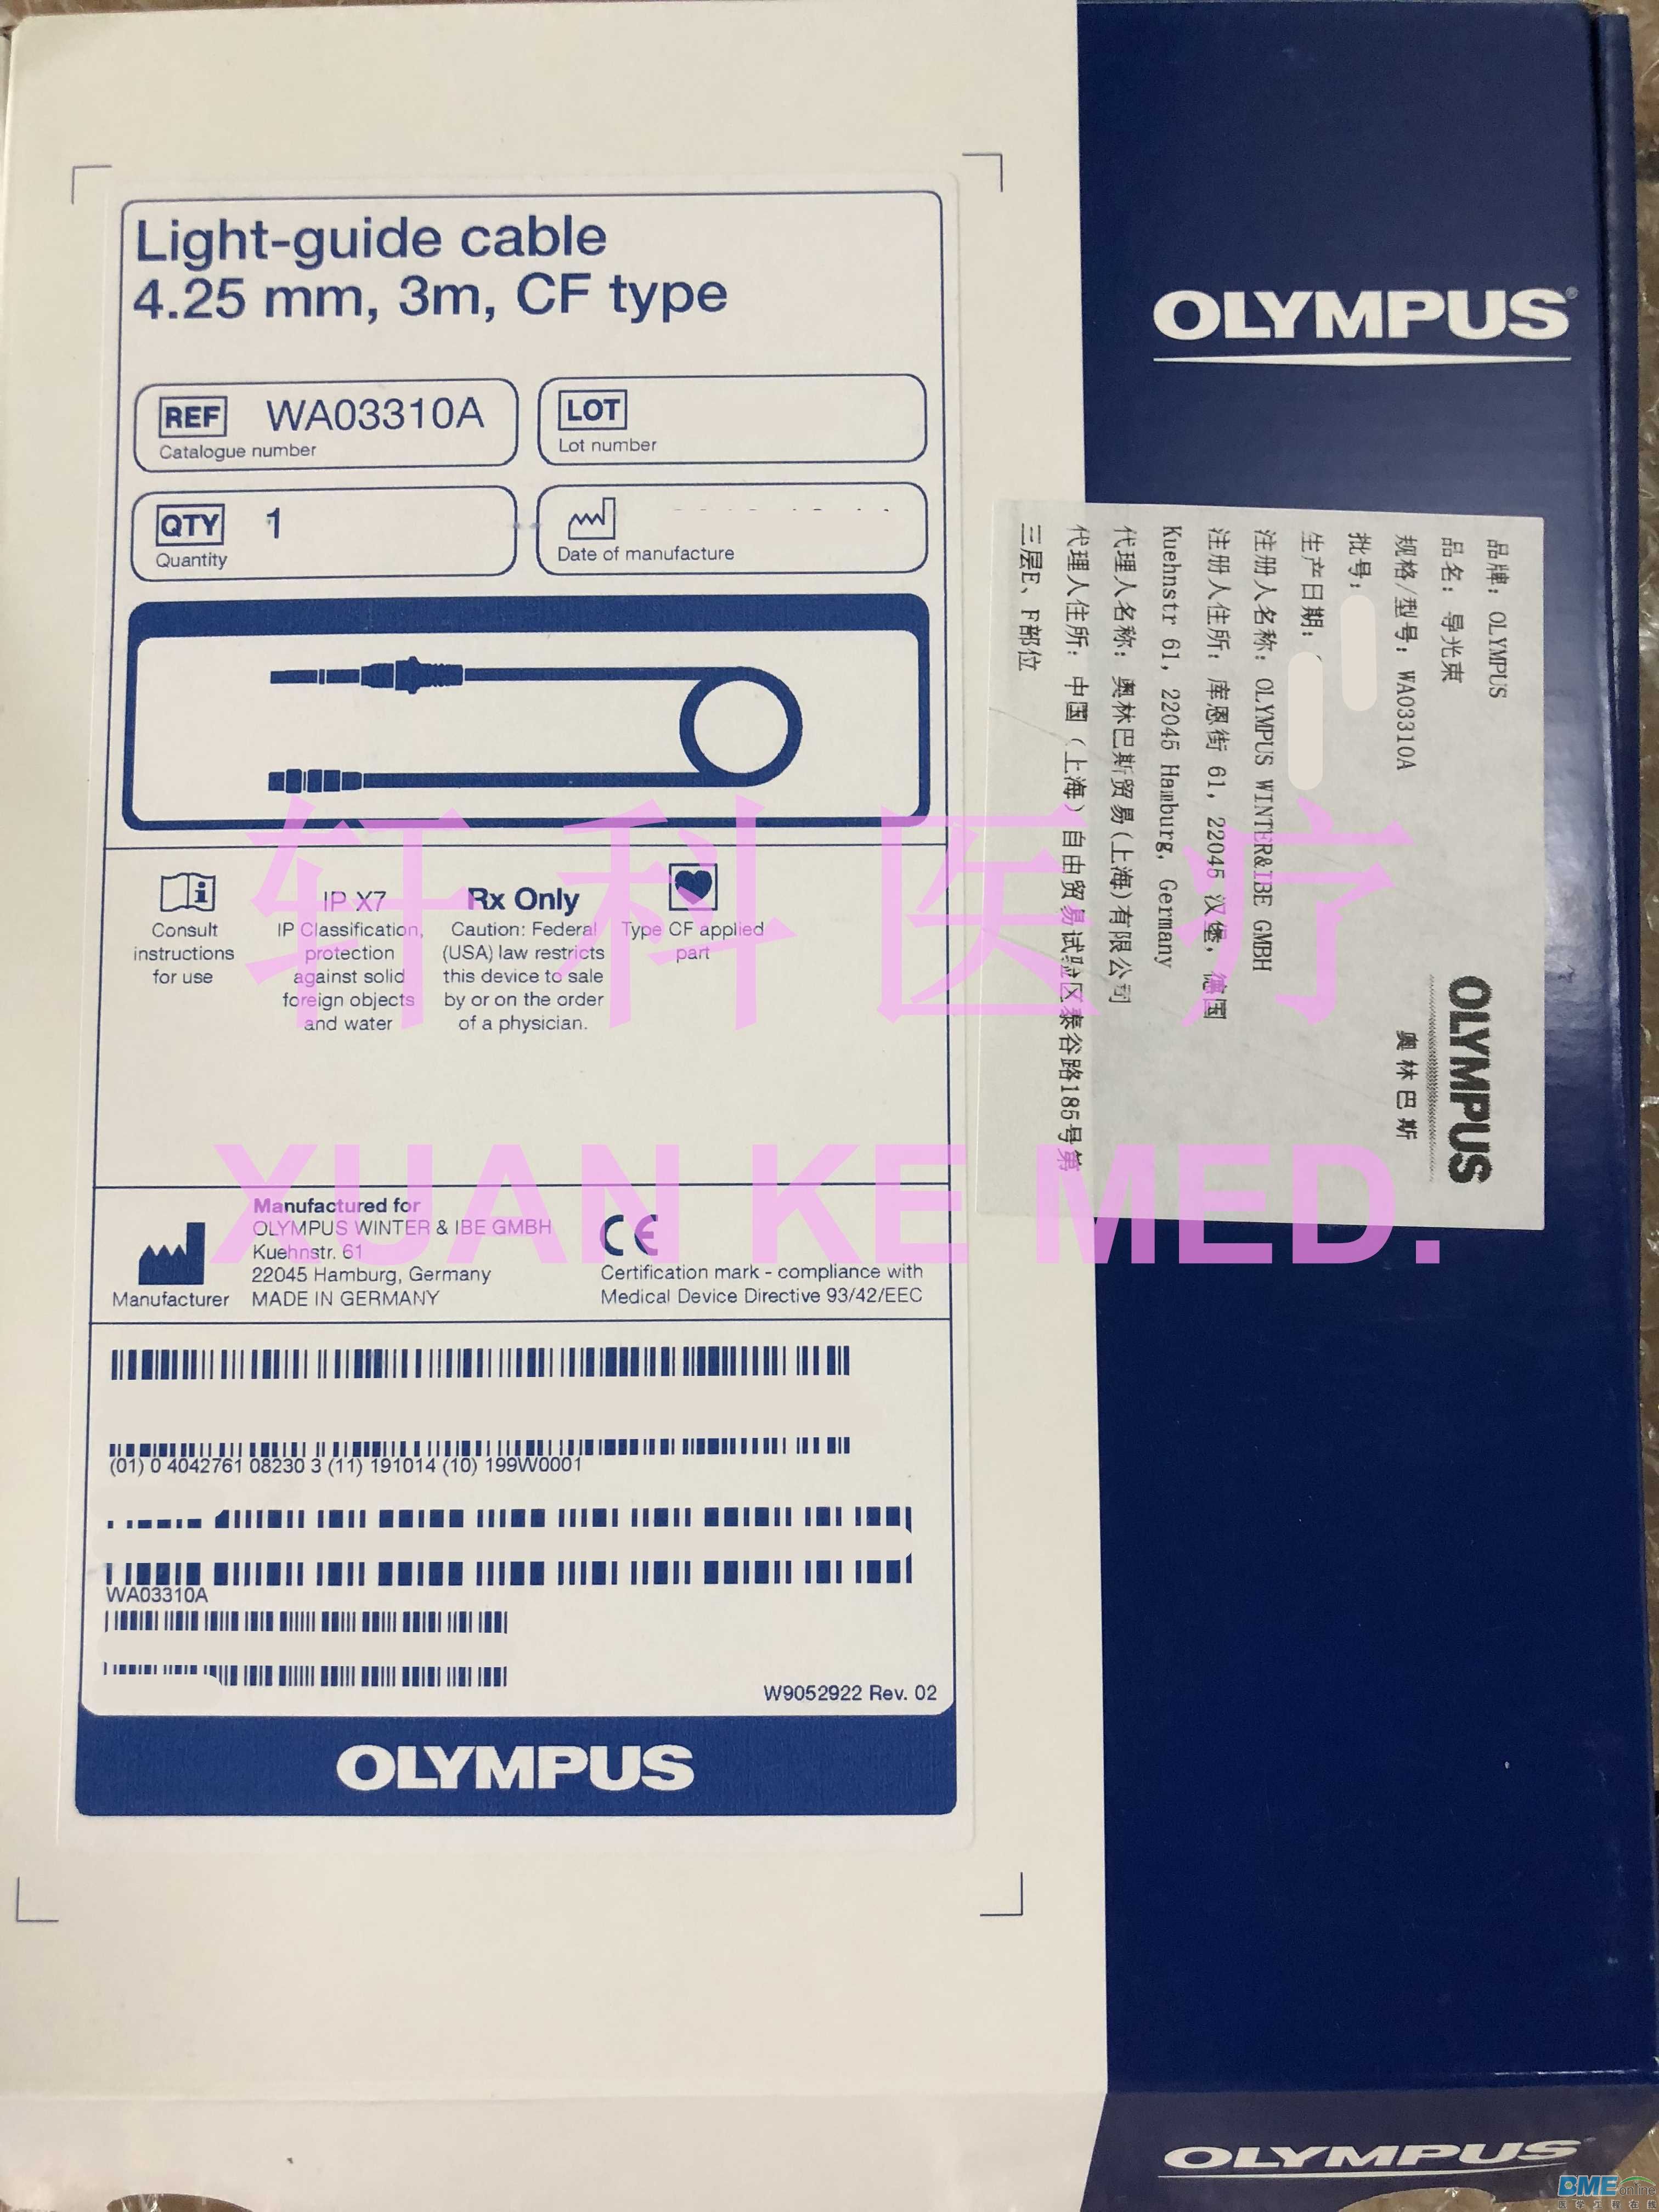 Light-guide cable
4.25 mm, 3m, CF type
REF WA03310A
Catalogue number
LOT
Lot number
QTY 1
Quantity
Date of manufacture
Consult
instructions
for use
IP X7
IP Classification,
protection
against solid
foreign objects
and water
Rx Only
Caution: Federal
(USA) law restricts
this device to sale
by or on the order
of a physician.
Type CF applied
part
Manufacturer
Manufactured for
OLYMPUS WINTER & IBE GMBH
Kuehnstr. 61
22045 Hamburg, Germany
MADE IN GERMANY
CE
Certification mark - compliance with
Medical Device Directive 93/42/EEC
(01) 0 4042761 08230 3 (11) 191014 (10) 199W0001
WA03310A
W9052922 Rev. 02
OLYMPUS
OLYMPUS®
品牌：OLYMPUS
品名：导光束
规格/型号：WA03310A
批号：
生产日期：
注册人名称：OLYMPUS WINTER&IBE GMBH
注册人住所：库恩街 61, 22045 汉堡, 德国
Kuehnstr 61, 22045 Hamburg, Germany
代理人名称：奥林巴斯贸易(上海)有限公司
代理人住所：中国（上海）自由贸易试验区泰谷路185号第
三层E、F部位
OLYMPUS
奥林巴斯
轩科医疗
XUAN KE MED.
OLYMPUS
BMEonline
医学工程在线